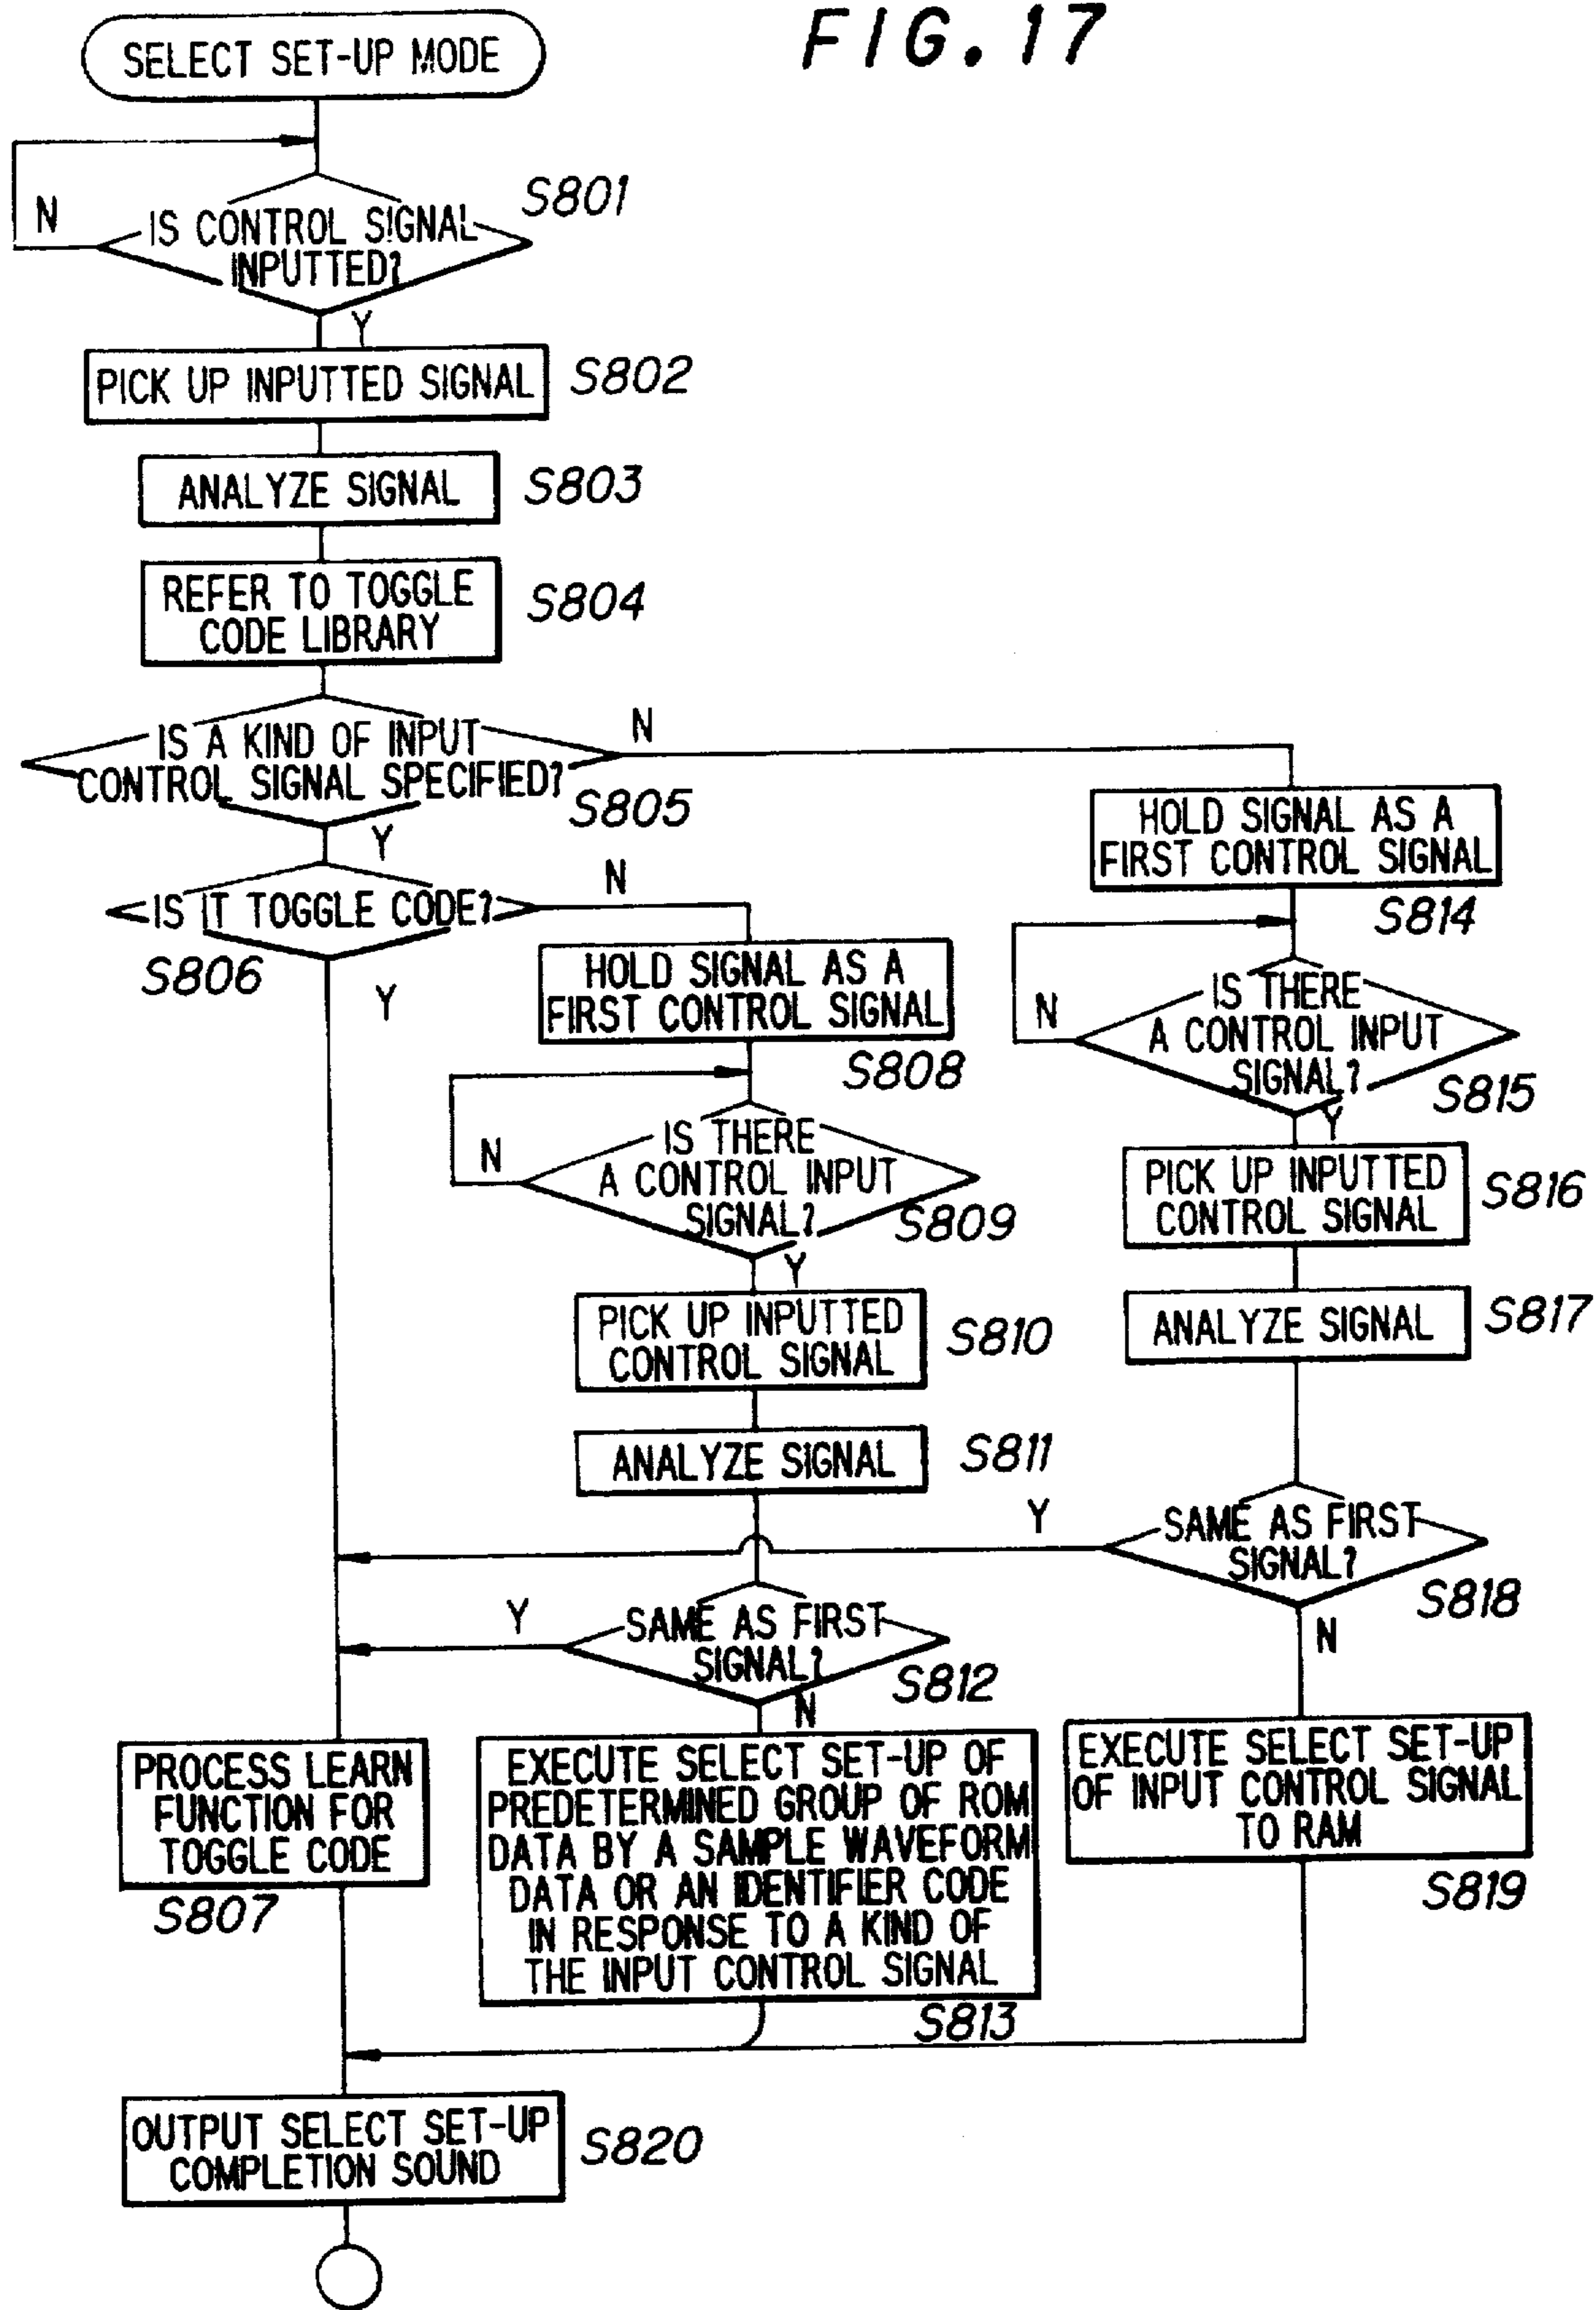 FIG. 17
SELECT SET-UP MODE
N
IS CONTROL SIGNAL
INPUTTED?
S801
Y
PICK UP INPUTTED SIGNAL
S802
ANALYZE SIGNAL
S803
REFER TO TOGGLE
CODE LIBRARY
S804
IS A KIND OF INPUT
CONTROL SIGNAL SPECIFIED?
S805
N
Y
IS IT TOGGLE CODE?
S806
N
Y
HOLD SIGNAL AS A
FIRST CONTROL SIGNAL
S808
N
IS THERE
A CONTROL INPUT
SIGNAL?
S809
Y
PICK UP INPUTTED
CONTROL SIGNAL
S810
ANALYZE SIGNAL
S811
Y
SAME AS FIRST
SIGNAL?
S812
N
HOLD SIGNAL AS A
FIRST CONTROL SIGNAL
S814
N
IS THERE
A CONTROL INPUT
SIGNAL?
S815
Y
PICK UP INPUTTED
CONTROL SIGNAL
S816
ANALYZE SIGNAL
S817
Y
SAME AS FIRST
SIGNAL?
S818
N
PROCESS LEARN
FUNCTION FOR
TOGGLE CODE
S807
EXECUTE SELECT SET-UP OF
PREDETERMINED GROUP OF ROM
DATA BY A SAMPLE WAVEFORM
DATA OR AN IDENTIFIER CODE
IN RESPONSE TO A KIND OF
THE INPUT CONTROL SIGNAL
S813
EXECUTE SELECT SET-UP
OF INPUT CONTROL SIGNAL
TO RAM
S819
OUTPUT SELECT SET-UP
COMPLETION SOUND
S820